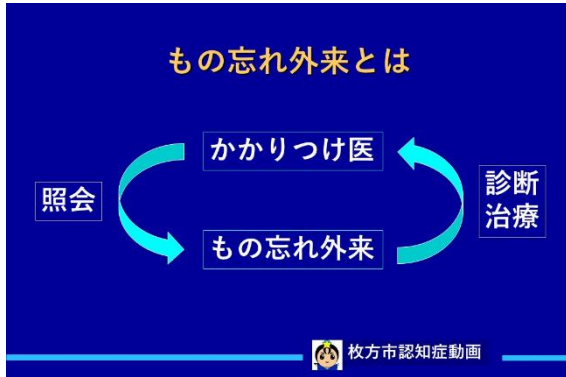 もの忘れ外来とは
かかりつけ医
照会
診断
治療
もの忘れ外来
枚方市認知症動画